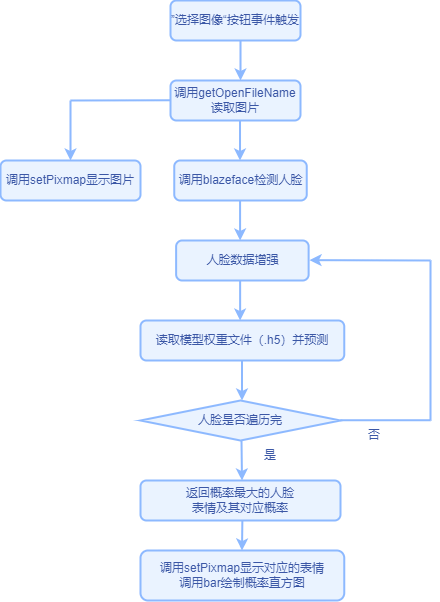 ”选择图像“按钮事件触发
调用getOpenFileName
读取图片
调用setPixmap显示图片
调用blazeface检测人脸
人脸数据增强
读取模型权重文件（.h5）并预测
人脸是否遍历完
否
是
返回概率最大的人脸
表情及其对应概率
调用setPixmap显示对应的表情
调用bar绘制概率直方图